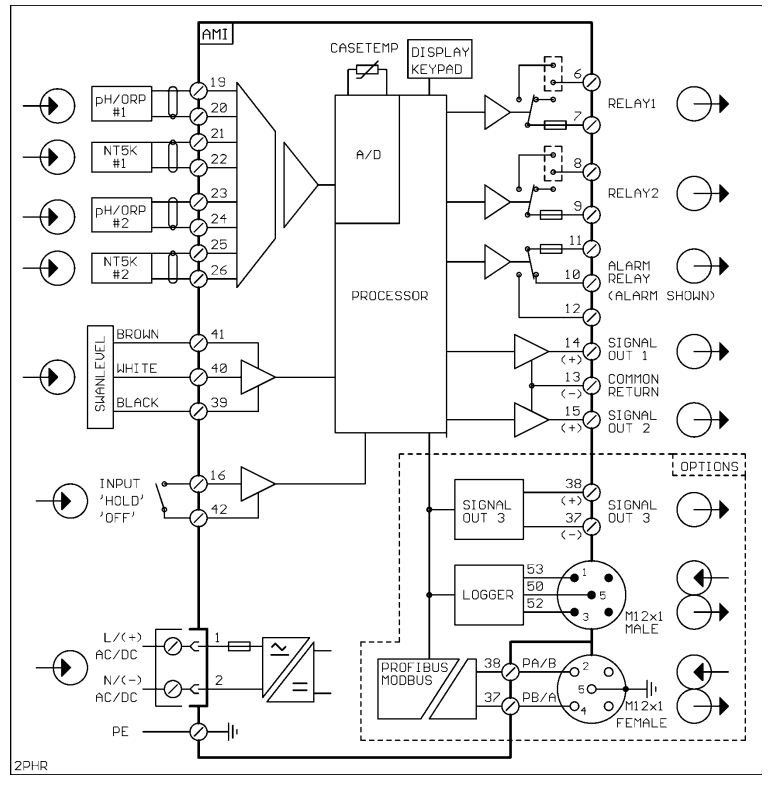 AMI
CASETEMP
DISPLAY
KEYPAD
A/D
PROCESSOR
pH/ORP
#1
19
20
NT5K
#1
21
22
pH/ORP
#2
23
24
NT5K
#2
25
26
SWANLEVEL
BROWN
41
WHITE
40
BLACK
39
INPUT
'HOLD'
'OFF'
16
42
L/(+)
AC/DC
1
N/(-)
AC/DC
2
PE
6
RELAY1
7
8
RELAY2
9
11
10
ALARM
RELAY
(ALARM SHOWN)
12
14
(+)
SIGNAL
OUT 1
13
(-)
COMMON
RETURN
15
(+)
SIGNAL
OUT 2
OPTIONS
SIGNAL
OUT 3
38
(+)
37
(-)
SIGNAL
OUT 3
LOGGER
53
50
52
1
5
3
M12x1
MALE
PROFIBUS
MODBUS
38
PA/B
37
PB/A
2
5
4
M12x1
FEMALE
2PHR